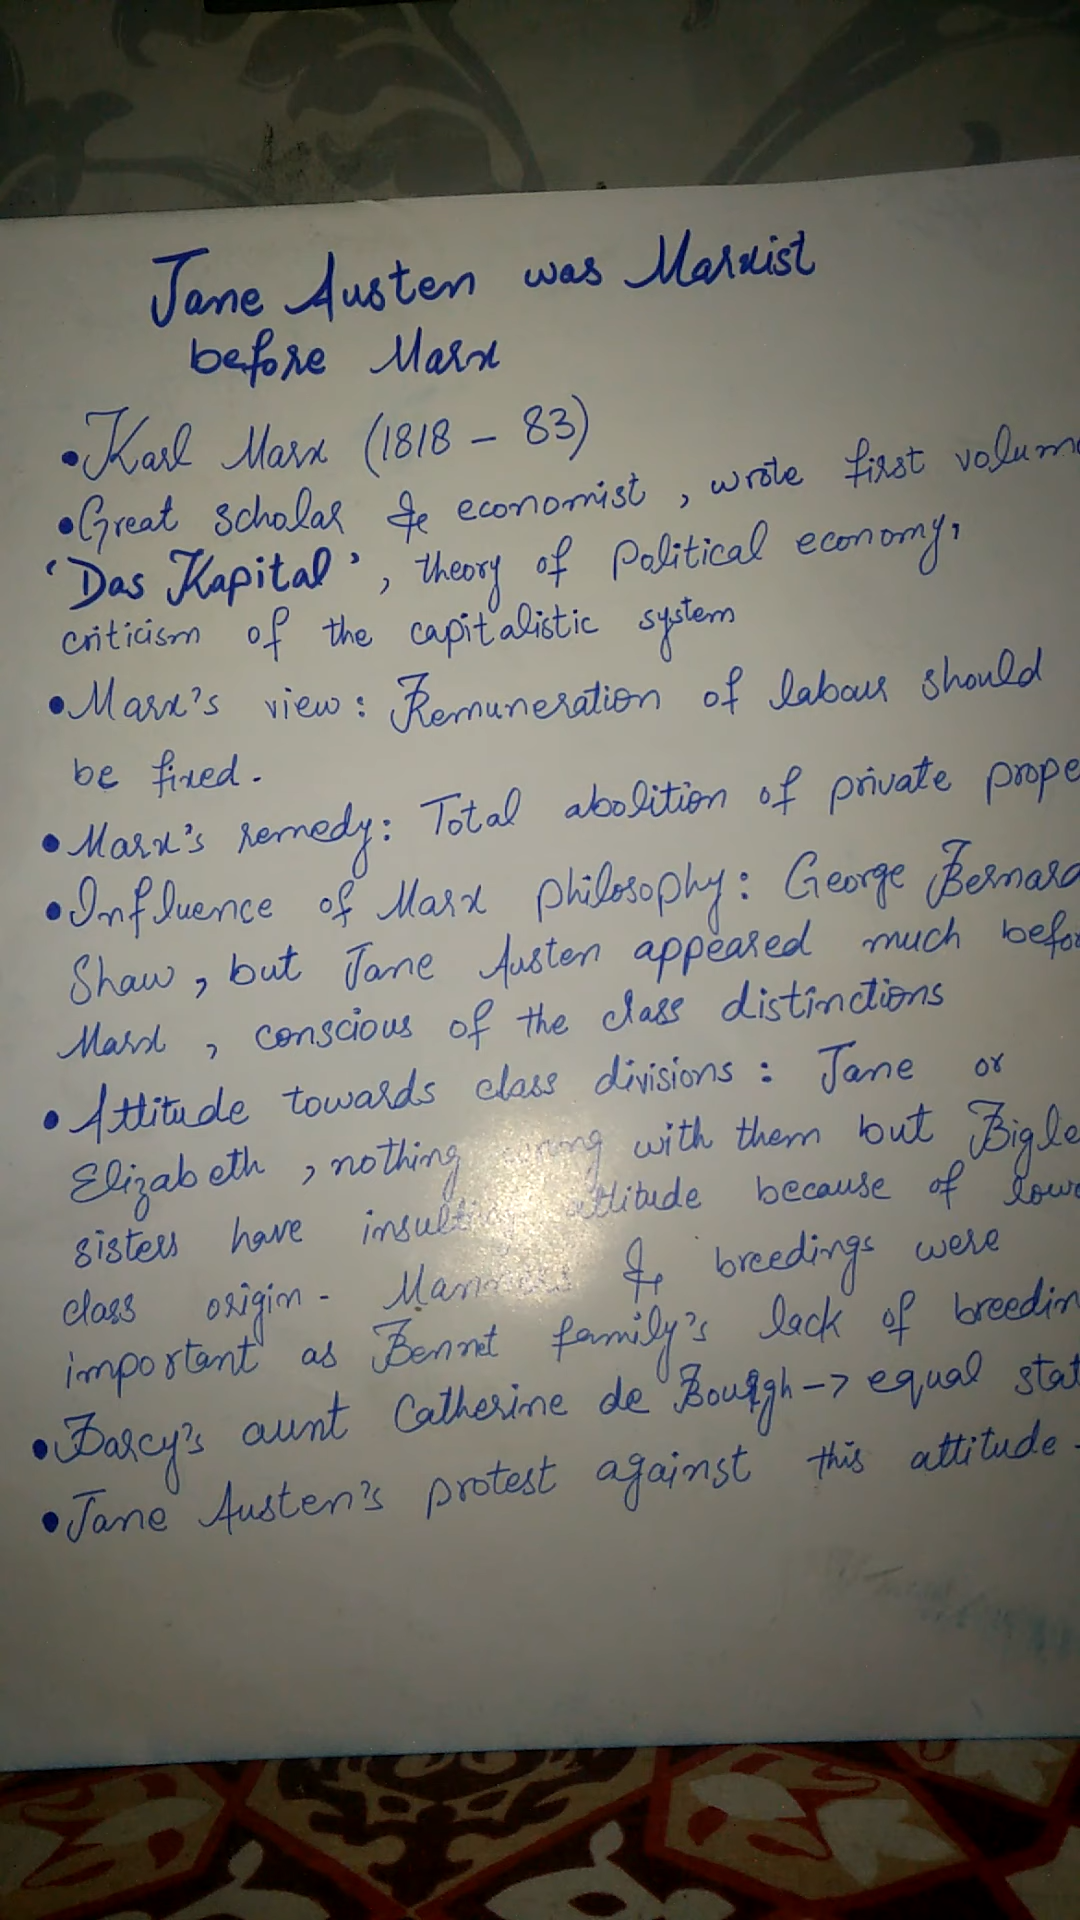 Jane Austen was Marxist
before Marx
• Karl Marx (1818 - 83)
• Great scholar & economist, wrote first volume
'Das Kapital', theory of political economy,
criticism of the capitalistic system
• Marx's view: Remuneration of labour should
be fixed.
• Marx's remedy: Total abolition of private prope
• Influence of Marx philosophy: George Bernard
Shaw, but Jane Austen appeared much befor
Marx, conscious of the class distinctions
• Attitude towards class divisions: Jane or
Elizabeth, nothing wrong with them but Bigle
sisters have insulting attitude because of lowe
class origin. Manners & breedings were
important as Bennet family's lack of breedin
• Darcy's aunt Catherine de Bourgh -> equal stat
• Jane Austen's protest against this attitude.